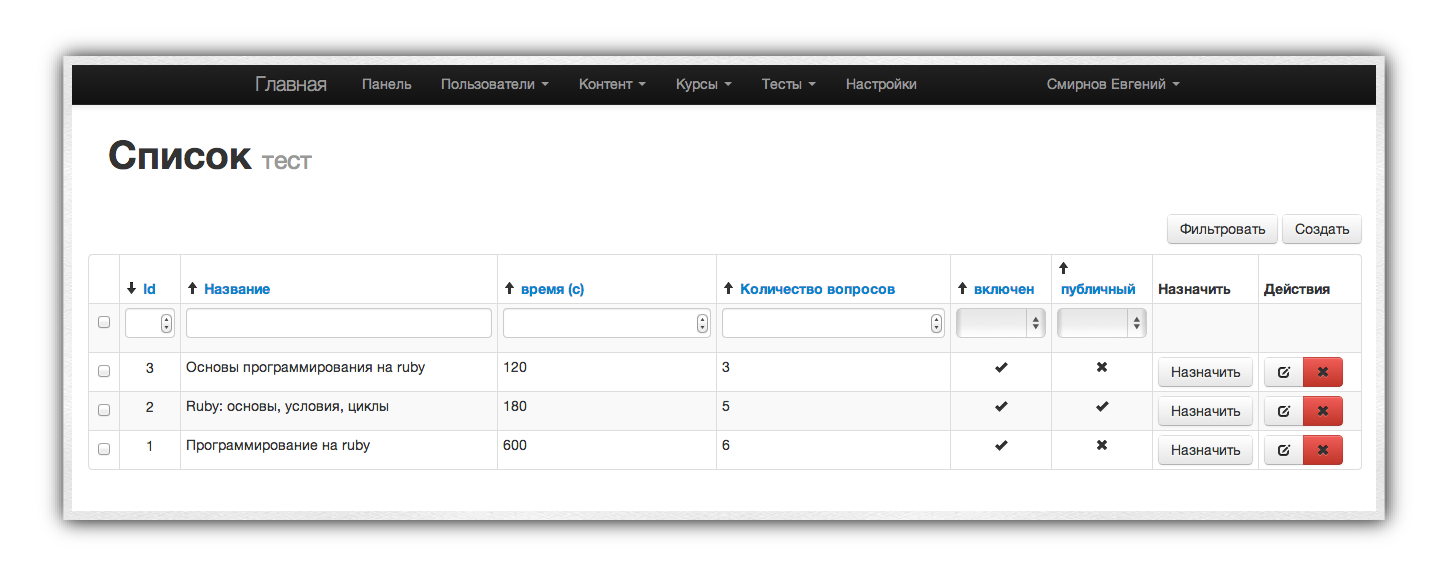 Главная Панель Пользователи Контент Курсы Тесты Настройки Смирнов Евгений
Список тест
Фильтровать Создать
Id Название время (с) Количество вопросов включен публичный Назначить Действия
3 Основы программирования на ruby 120 3 Назначить
2 Ruby: основы, условия, циклы 180 5 Назначить
1 Программирование на ruby 600 6 Назначить